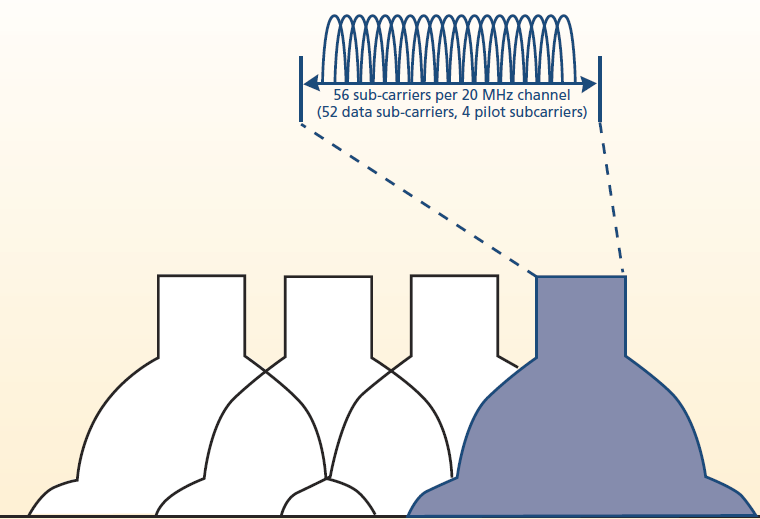 56 sub-carriers per 20 MHz channel
(52 data sub-carriers, 4 pilot subcarriers)